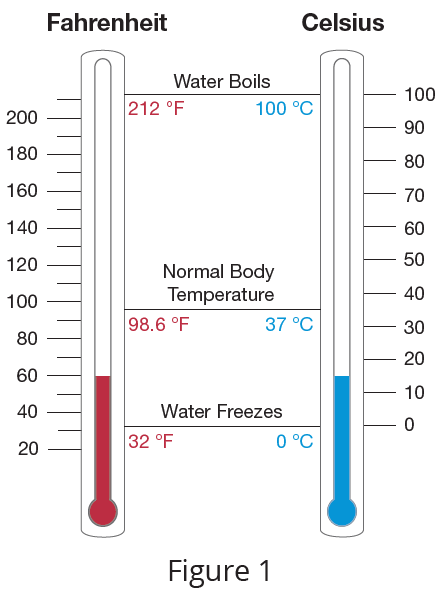 Fahrenheit
Celsius
Water Boils
212 °F
100 °C
200
180
160
140
120
100
80
60
40
20
Normal Body
Temperature
98.6 °F
37 °C
Water Freezes
32 °F
0 °C
100
90
80
70
60
50
40
30
20
10
0
Figure 1